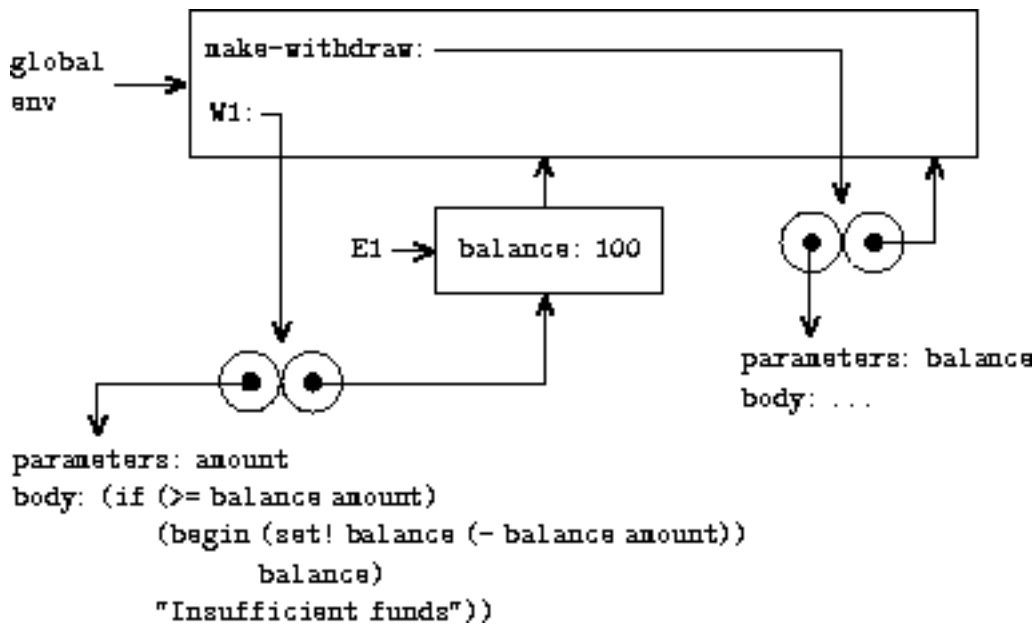 global
env
make-withdraw:
W1:
E1
balance: 100
parameters: balance
body: ...
parameters: amount
body: (if (>= balance amount)
(begin (set! balance (- balance amount))
balance)
"Insufficient funds"))